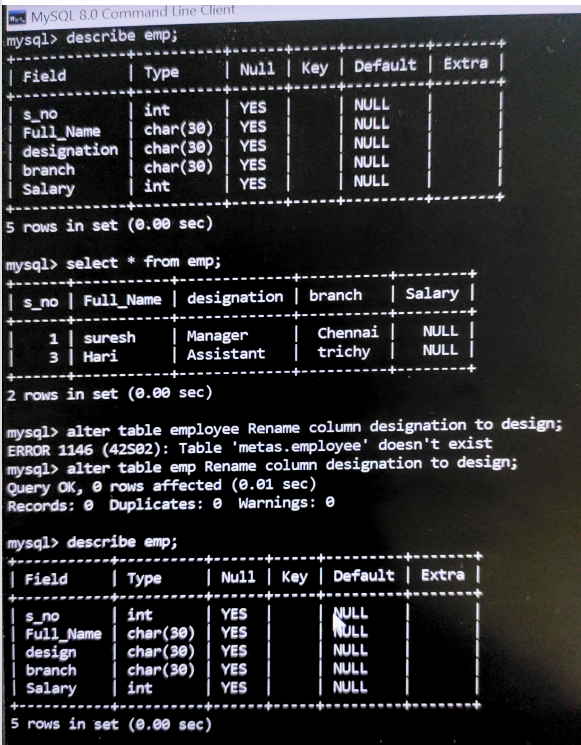 MySQL 8.0 Command Line Client
mysql> describe emp;
| Field | Type | Null | Key | Default | Extra |
| s_no | int | YES | | NULL | |
| Full_Name | char(30) | YES | | NULL | |
| designation | char(30) | YES | | NULL | |
| branch | char(30) | YES | | NULL | |
| Salary | int | YES | | NULL | |
5 rows in set (0.00 sec)
mysql> select * from emp;
| s_no | Full_Name | designation | branch | Salary |
| 1 | suresh | Manager | Chennai | NULL |
| 3 | Hari | Assistant | trichy | NULL |
2 rows in set (0.00 sec)
mysql> alter table employee Rename column designation to design;
ERROR 1146 (42S02): Table 'metas.employee' doesn't exist
mysql> alter table emp Rename column designation to design;
Query OK, 0 rows affected (0.01 sec)
Records: 0 Duplicates: 0 Warnings: 0
mysql> describe emp;
| Field | Type | Null | Key | Default | Extra |
| s_no | int | YES | | NULL | |
| Full_Name | char(30) | YES | | NULL | |
| design | char(30) | YES | | NULL | |
| branch | char(30) | YES | | NULL | |
| Salary | int | YES | | NULL | |
5 rows in set (0.00 sec)